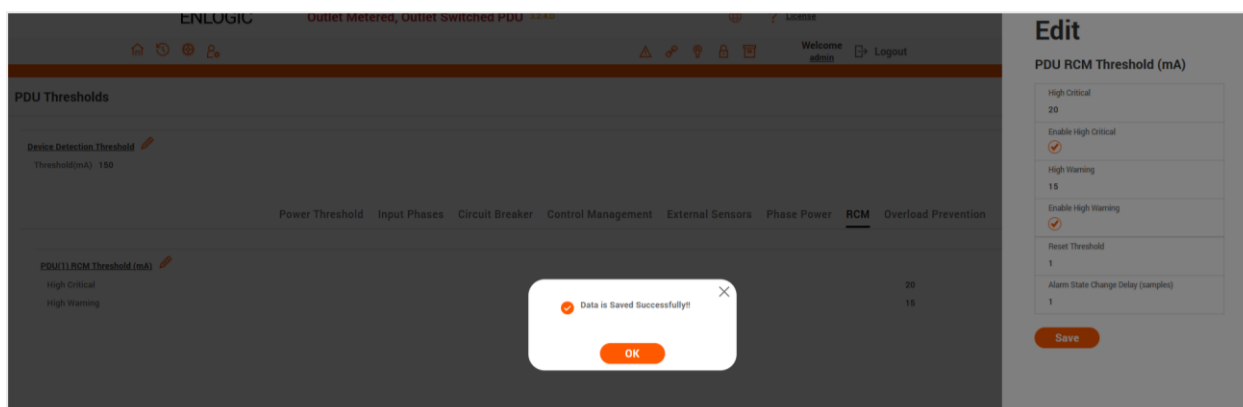 ENLOGIC
Outlet Metered, Outlet Switched PDU
? License
Welcome
admin
Logout
PDU Thresholds
Device Detection Threshold
Threshold(mA) 150
Power Threshold Input Phases Circuit Breaker Control Management External Sensors Phase Power RCM Overload Prevention
PDU(1) RCM Threshold (mA)
High Critical 20
High Warning 15
Data is Saved Successfully!!
OK
Edit
PDU RCM Threshold (mA)
High Critical
20
Enable High Critical
High Warning
15
Enable High Warning
Reset Threshold
1
Alarm State Change Delay (samples)
1
Save